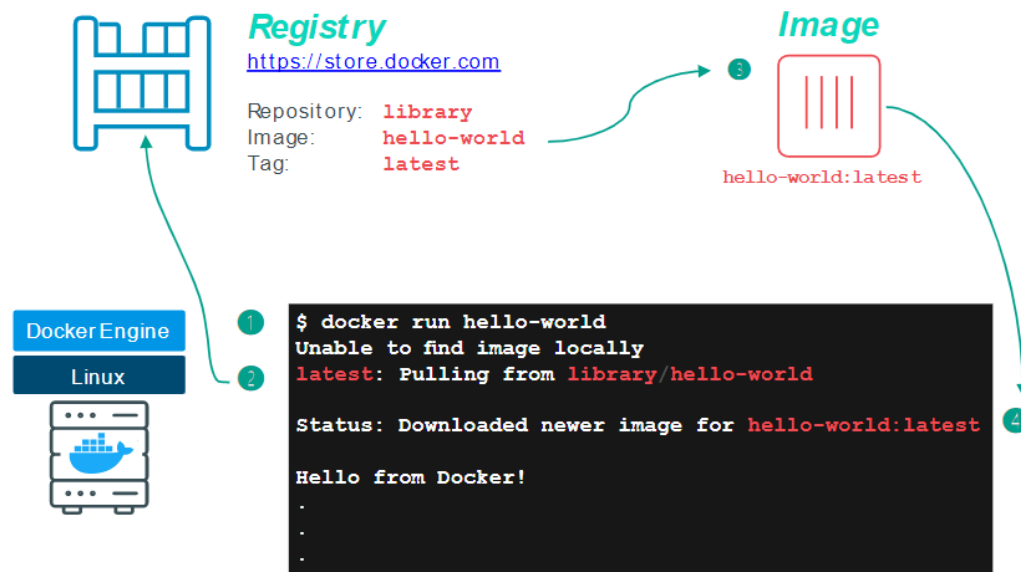 Registry
https://store.docker.com
Repository: library
Image: hello-world
Tag: latest
Image
3
hello-world:latest
Docker Engine
Linux
1
2
$ docker run hello-world
Unable to find image locally
latest: Pulling from library/hello-world
Status: Downloaded newer image for hello-world:latest
4
Hello from Docker!
.
.
.